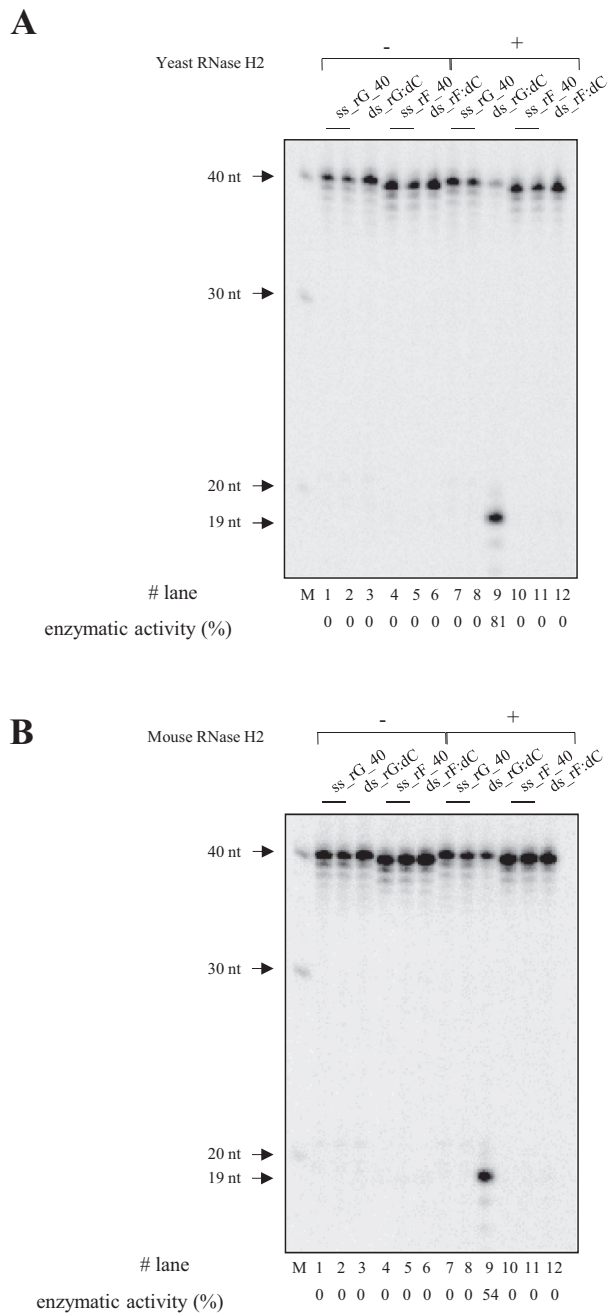 A
Yeast RNase H2
- +
ss_rG_40 ds_rG:dC ss_rF_40 ds_rF:dC ss_rG_40 ds_rG:dC ss_rF_40 ds_rF:dC
40 nt
30 nt
20 nt
19 nt
# lane M 1 2 3 4 5 6 7 8 9 10 11 12
enzymatic activity (%) 0 0 0 0 0 0 0 0 81 0 0 0
B
Mouse RNase H2
- +
ss_rG_40 ds_rG:dC ss_rF_40 ds_rF:dC ss_rG_40 ds_rG:dC ss_rF_40 ds_rF:dC
40 nt
30 nt
20 nt
19 nt
# lane M 1 2 3 4 5 6 7 8 9 10 11 12
enzymatic activity (%) 0 0 0 0 0 0 0 0 54 0 0 0